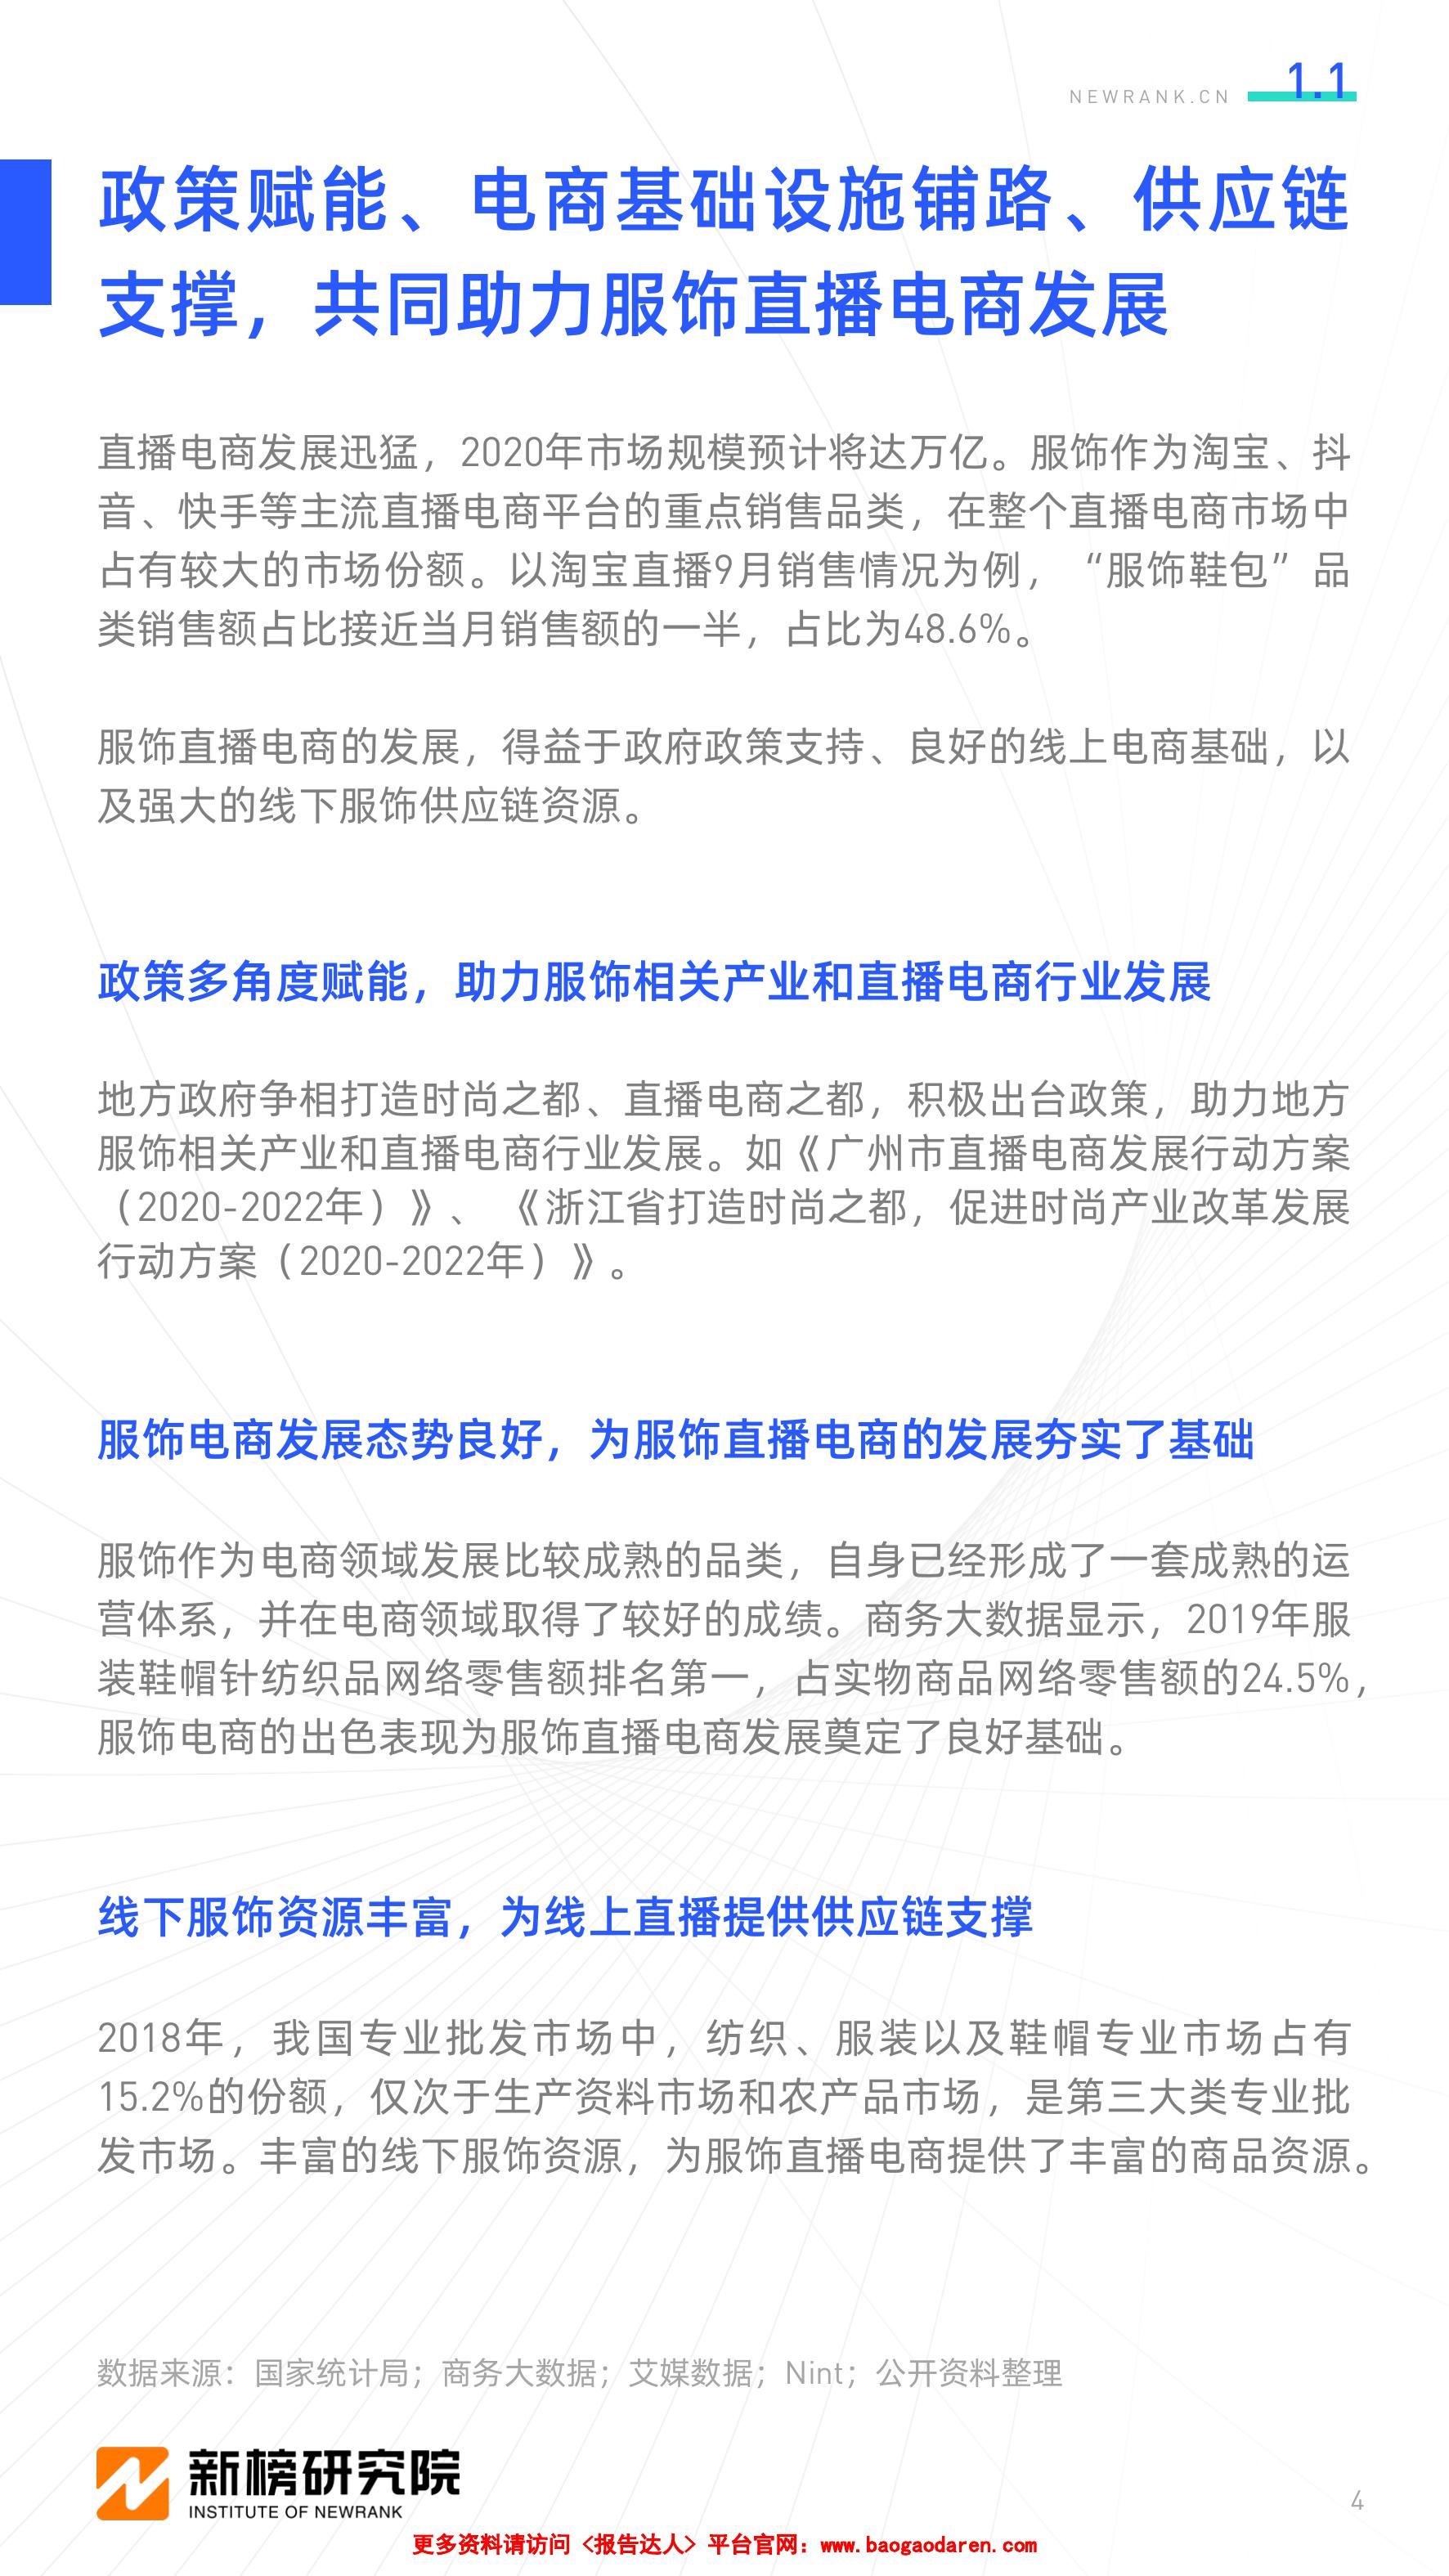 NEWRANK.CN 1.1
政策赋能、电商基础设施铺路、供应链
支撑，共同助力服饰直播电商发展
直播电商发展迅猛，2020年市场规模预计将达万亿。服饰作为淘宝、抖
音、快手等主流直播电商平台的重点销售品类，在整个直播电商市场中
占有较大的市场份额。以淘宝直播9月销售情况为例，“服饰鞋包”品
类销售额占比接近当月销售额的一半，占比为48.6%。
服饰直播电商的发展，得益于政府政策支持、良好的线上电商基础，以
及强大的线下服饰供应链资源。
政策多角度赋能，助力服饰相关产业和直播电商行业发展
地方政府争相打造时尚之都、直播电商之都，积极出台政策，助力地方
服饰相关产业和直播电商行业发展。如《广州市直播电商发展行动方案
（2020-2022年）》、《浙江省打造时尚之都，促进时尚产业改革发展
行动方案（2020-2022年）》。
服饰电商发展态势良好，为服饰直播电商的发展夯实了基础
服饰作为电商领域发展比较成熟的品类，自身已经形成了一套成熟的运
营体系，并在电商领域取得了较好的成绩。商务大数据显示，2019年服
装鞋帽针纺织品网络零售额排名第一，占实物商品网络零售额的24.5%，
服饰电商的出色表现为服饰直播电商发展奠定了良好基础。
线下服饰资源丰富，为线上直播提供供应链支撑
2018年，我国专业批发市场中，纺织、服装以及鞋帽专业市场占有
15.2%的份额，仅次于生产资料市场和农产品市场，是第三大类专业批
发市场。丰富的线下服饰资源，为服饰直播电商提供了丰富的商品资源。
数据来源：国家统计局；商务大数据；艾媒数据；Nint；公开资料整理
新榜研究院
INSTITUTE OF NEWRANK
4
更多资料请访问<报告达人>平台官网：www.baogaodaren.com